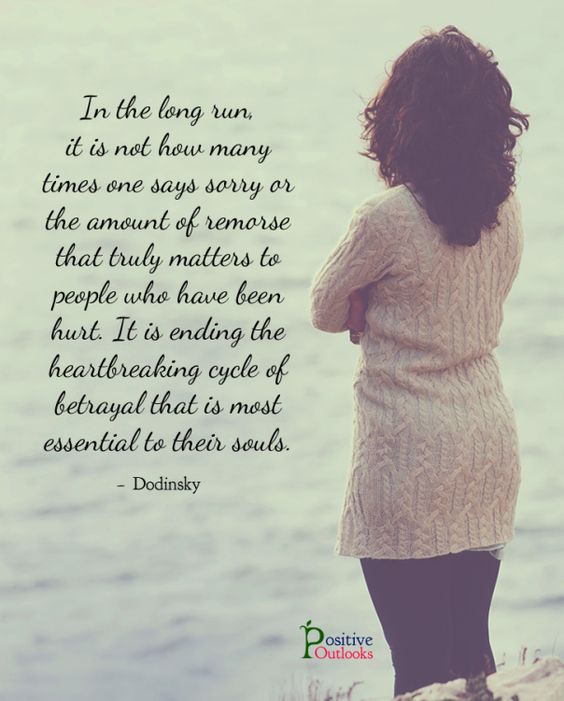 In the long run,
it is not how many
times one says sorry or
the amount of remorse
that truly matters to
people who have been
hurt. It is ending the
heartbreaking cycle of
betrayal that is most
essential to their souls.
- Dodinsky
Positive
Outlooks